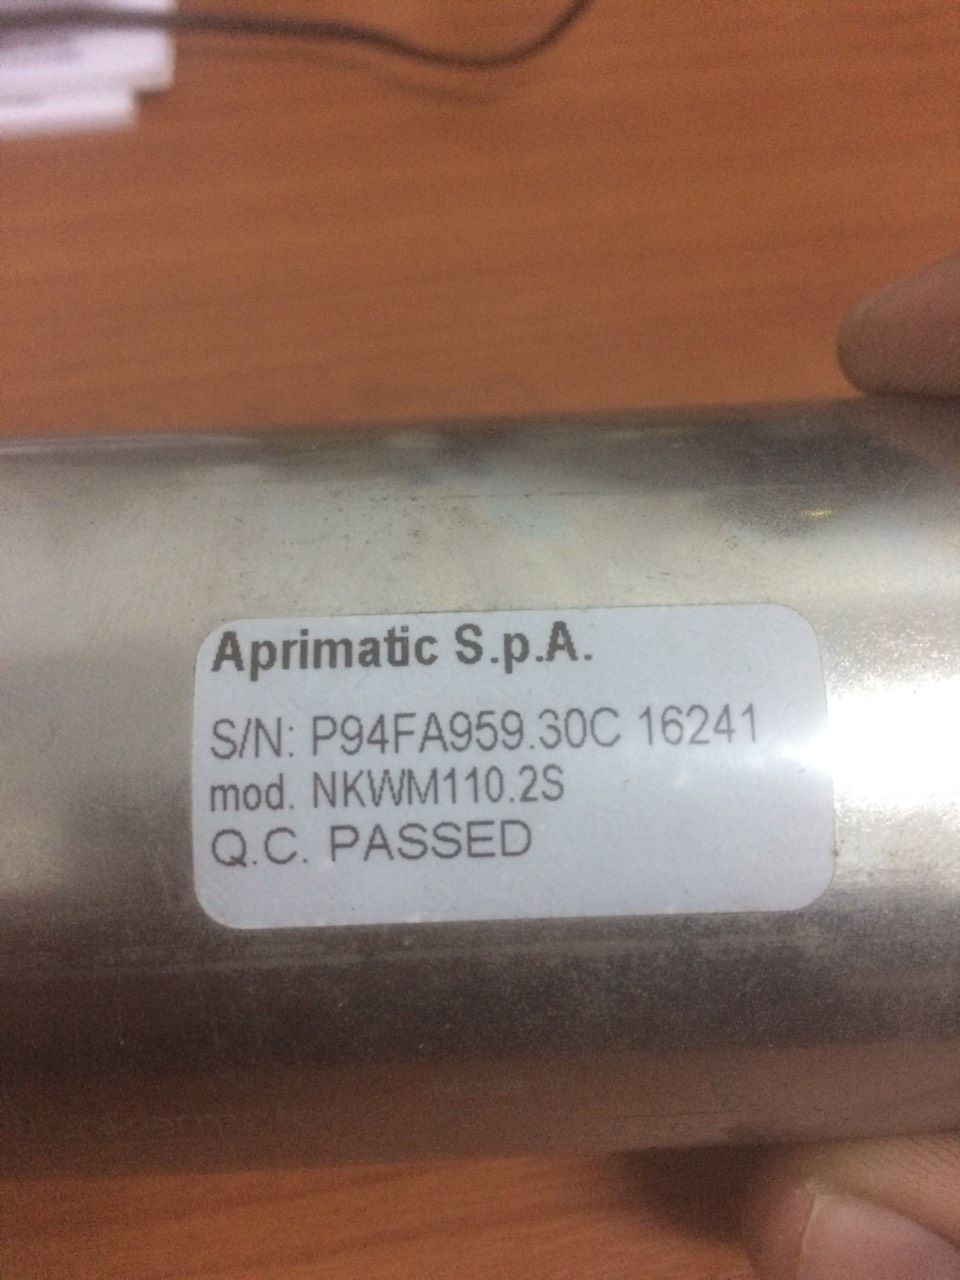 Aprimatic S.p.A.
S/N: P94FA959.30C 16241
mod. NKWM110.2S
Q.C. PASSED